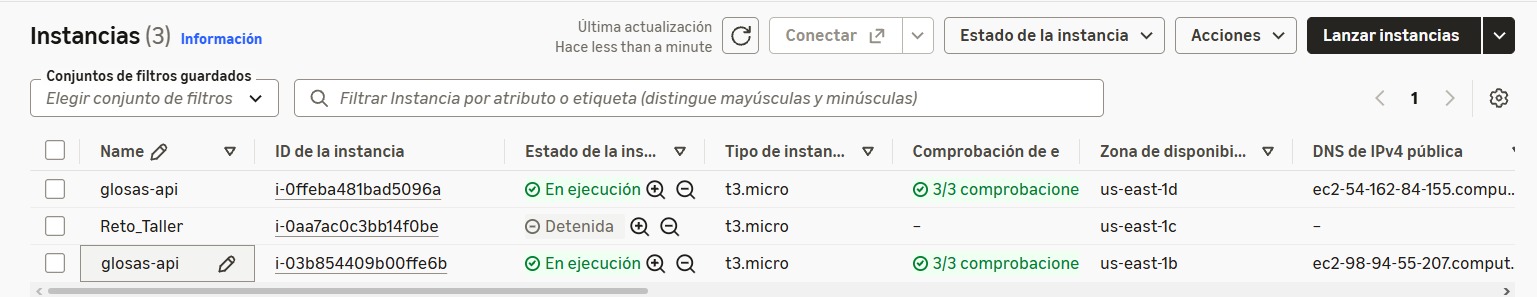 Instancias (3) Información
Última actualización
Hace less than a minute
Conectar
Estado de la instancia
Acciones
Lanzar instancias
Conjuntos de filtros guardados
Elegir conjunto de filtros
Filtrar Instancia por atributo o etiqueta (distingue mayúsculas y minúsculas)
1
Name ID de la instancia Estado de la ins... Tipo de instan... Comprobación de e Zona de disponibi... DNS de IPv4 pública
glosas-api i-0ffeba481bad5096a En ejecución t3.micro 3/3 comprobacione us-east-1d ec2-54-162-84-155.compu...
Reto_Taller i-0aa7ac0c3bb14f0be Detenida t3.micro – us-east-1c –
glosas-api i-03b854409b00ffe6b En ejecución t3.micro 3/3 comprobacione us-east-1b ec2-98-94-55-207.comput...